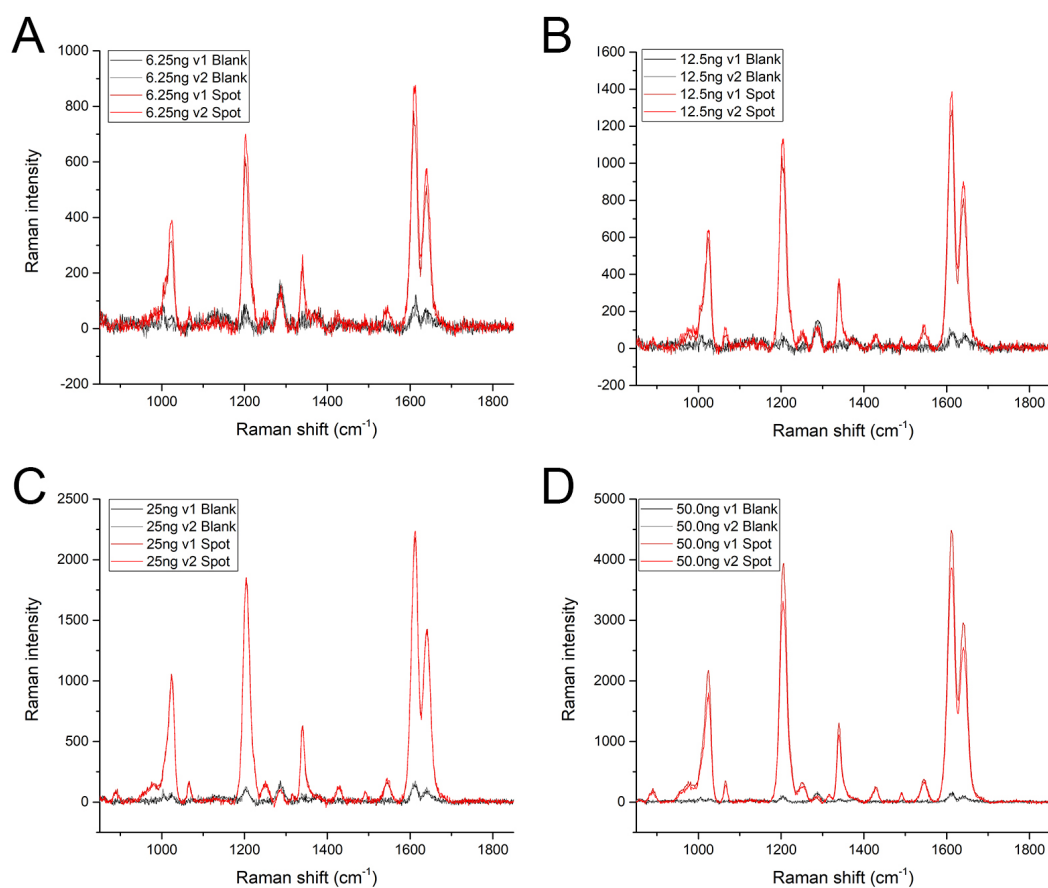 A
1000
800
600
400
200
0
-200
Raman intensity
6.25ng v1 Blank
6.25ng v2 Blank
6.25ng v1 Spot
6.25ng v2 Spot
1000 1200 1400 1600 1800
Raman shift (cm⁻¹)
B
1600
1400
1200
1000
800
600
400
200
0
-200
Raman intensity
12.5ng v1 Blank
12.5ng v2 Blank
12.5ng v1 Spot
12.5ng v2 Spot
1000 1200 1400 1600 1800
Raman shift (cm⁻¹)
C
2500
2000
1500
1000
500
0
Raman intensity
25ng v1 Blank
25ng v2 Blank
25ng v1 Spot
25ng v2 Spot
1000 1200 1400 1600 1800
Raman shift (cm⁻¹)
D
5000
4000
3000
2000
1000
0
Raman intensity
50.0ng v1 Blank
50.0ng v2 Blank
50.0ng v1 Spot
50.0ng v2 Spot
1000 1200 1400 1600 1800
Raman shift (cm⁻¹)